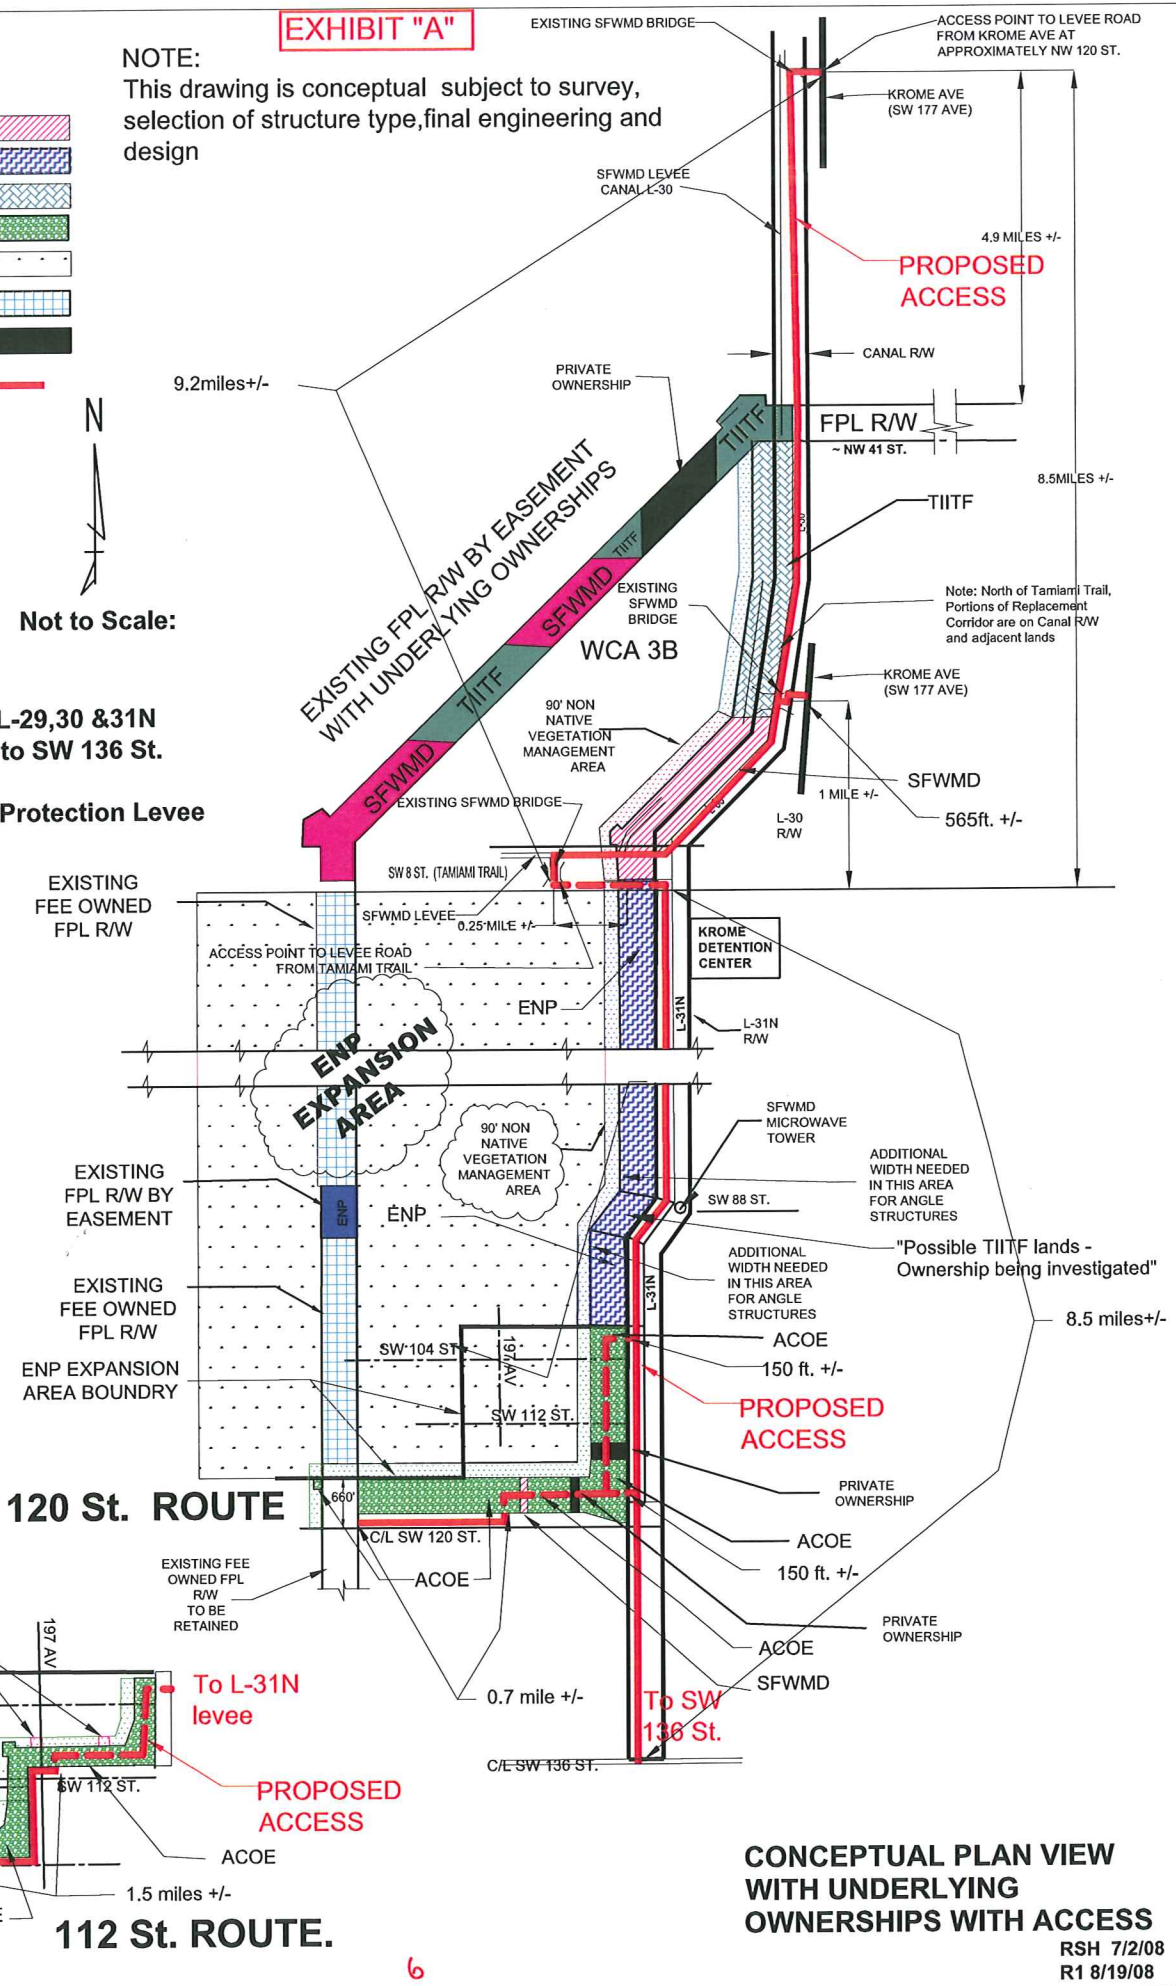 EXHIBIT "A"
NOTE:
This drawing is conceptual subject to survey,
selection of structure type,final engineering and
design
EXISTING SFWMD BRIDGE
ACCESS POINT TO LEVEE ROAD
FROM KROME AVE AT
APPROXIMATELY NW 120 ST.
KROME AVE
(SW 177 AVE)
SFWMD LEVEE
CANAL L-30
4.9 MILES +/-
PROPOSED
ACCESS
CANAL R/W
9.2miles+/-
PRIVATE
OWNERSHIP
N
TIITF
FPL R/W
~ NW 41 ST.
8.5MILES +/-
EXISTING FPL R/W BY EASEMENT
WITH UNDERLYING OWNERSHIPS
TIITF
L-30
TIITF
SFWMD
EXISTING
SFWMD
BRIDGE
Note: North of Tamiami Trail,
Portions of Replacement
Corridor are on Canal R/W
and adjacent lands
Not to Scale:
WCA 3B
TIITF
KROME AVE
(SW 177 AVE)
L-29,30 &31N
to SW 136 St.
90' NON
NATIVE
VEGETATION
MANAGEMENT
AREA
SFWMD
SFWMD
1 MILE +/-
Protection Levee
EXISTING SFWMD BRIDGE
L-30
L-30
R/W
565ft. +/-
SW 8 ST. (TAMIAMI TRAIL)
EXISTING
FEE OWNED
FPL R/W
SFWMD LEVEE
0.25 MILE +/-
KROME
DETENTION
CENTER
ACCESS POINT TO LEVEE ROAD
FROM TAMIAMI TRAIL
ENP
L-31N
L-31N
R/W
ENP
EXPANSION
AREA
SFWMD
MICROWAVE
TOWER
90' NON
NATIVE
VEGETATION
MANAGEMENT
AREA
ADDITIONAL
WIDTH NEEDED
IN THIS AREA
FOR ANGLE
STRUCTURES
EXISTING
FPL R/W BY
EASEMENT
ENP
ENP
SW 88 ST.
"Possible TIITF lands -
Ownership being investigated"
ADDITIONAL
WIDTH NEEDED
IN THIS AREA
FOR ANGLE
STRUCTURES
L-31N
EXISTING
FEE OWNED
FPL R/W
8.5 miles+/-
SW 104 ST
197 AV
ACOE
150 ft. +/-
ENP EXPANSION
AREA BOUNDRY
SW 112 ST.
PROPOSED
ACCESS
120 St. ROUTE
660'
PRIVATE
OWNERSHIP
C/L SW 120 ST.
ACOE
ACOE
150 ft. +/-
EXISTING FEE
OWNED FPL
R/W
TO BE
RETAINED
PRIVATE
OWNERSHIP
ACOE
SFWMD
197 AV
To L-31N
levee
0.7 mile +/-
To SW
136 St.
C/L SW 136 ST.
SW 112 ST.
PROPOSED
ACCESS
ACOE
1.5 miles +/-
112 St. ROUTE.
CONCEPTUAL PLAN VIEW
WITH UNDERLYING
OWNERSHIPS WITH ACCESS
RSH 7/2/08
R1 8/19/08
6